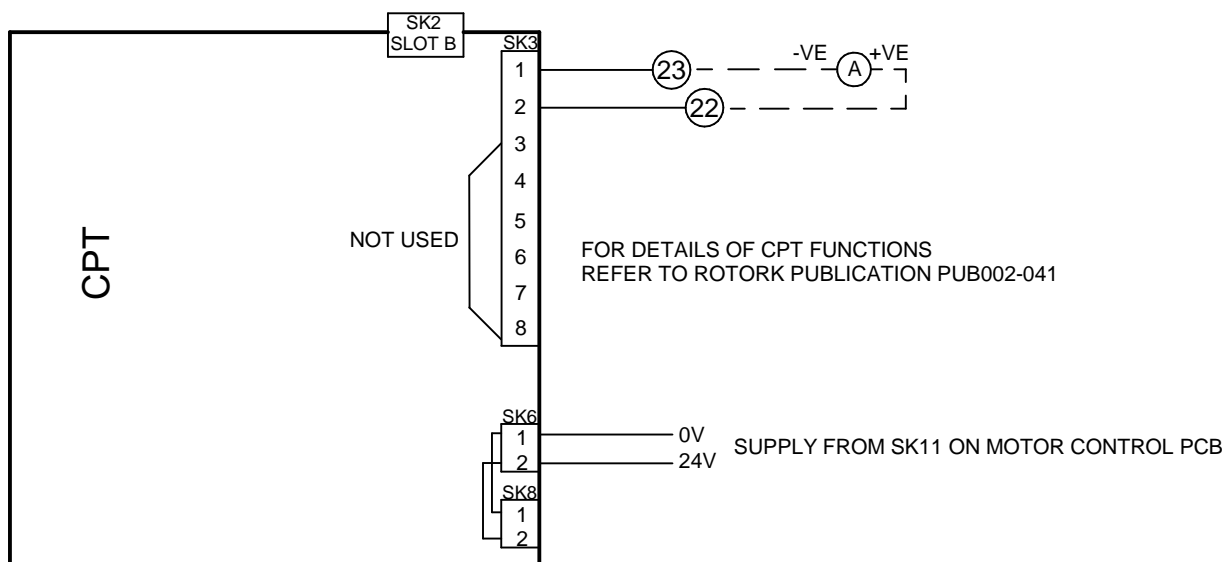 SK2
SLOT B
SK3
1
23
-VE
A
+VE
2
22
3
4
5
6
7
8
NOT USED
CPT
FOR DETAILS OF CPT FUNCTIONS
REFER TO ROTORK PUBLICATION PUB002-041
SK6
1
0V
2
24V
SUPPLY FROM SK11 ON MOTOR CONTROL PCB
SK8
1
2